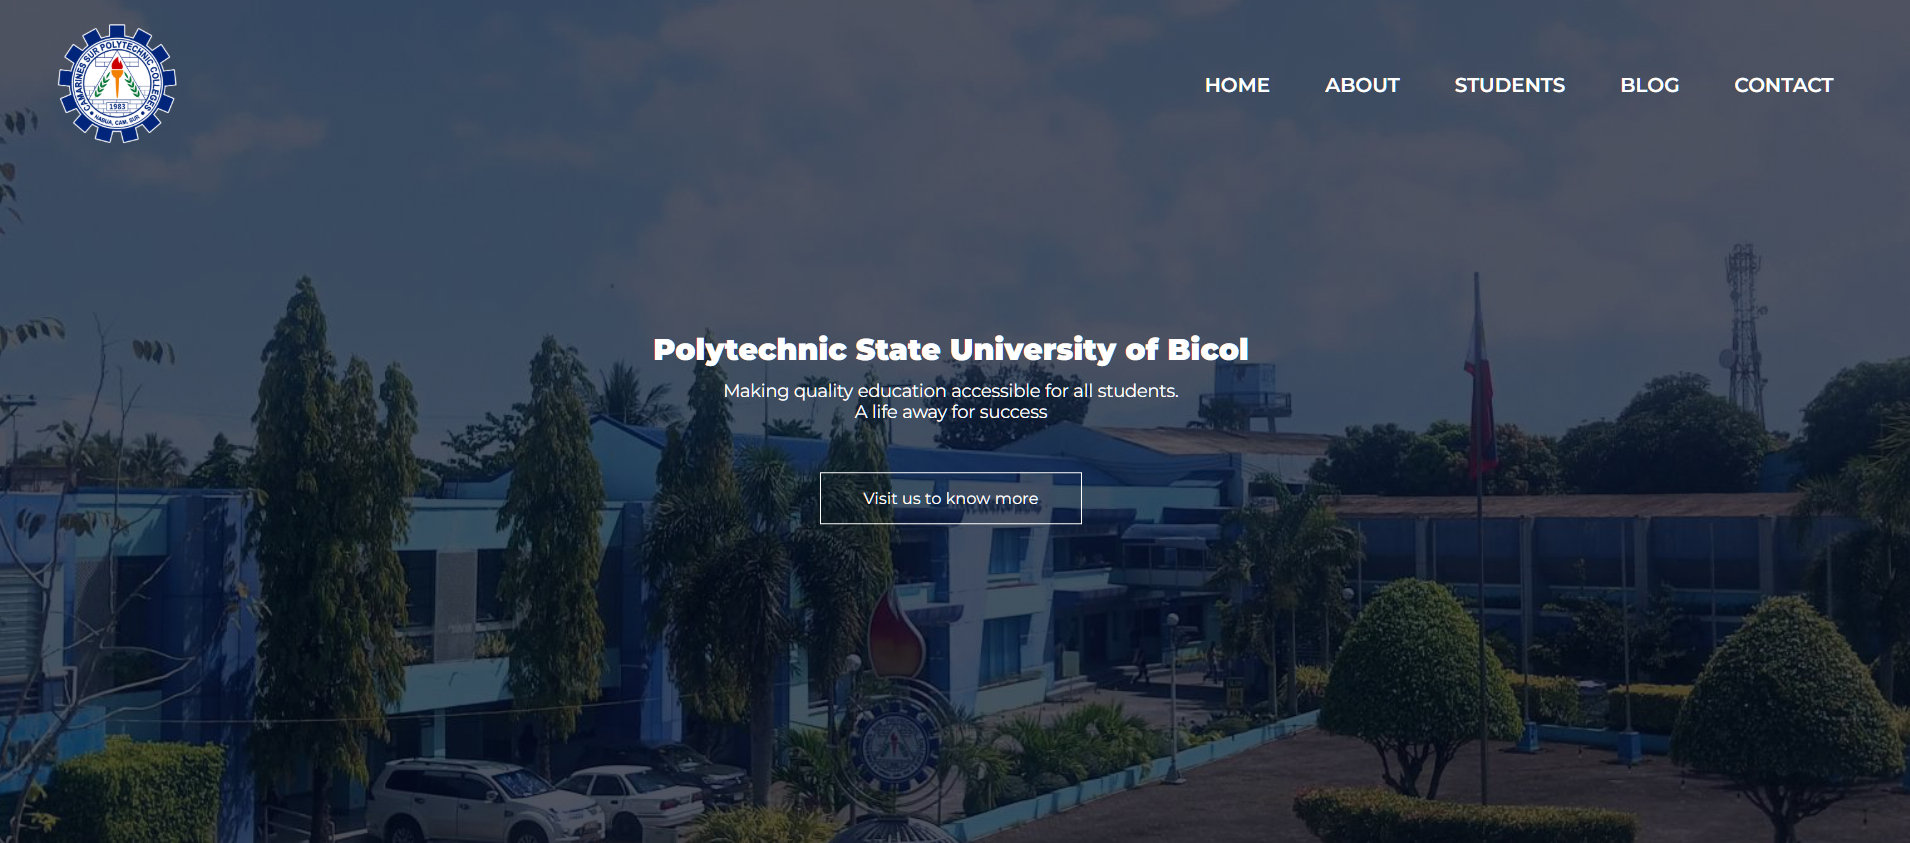 CAMARINES SUR POLYTECHNIC COLLEGES
1983
NABUA, CAM. SUR
HOME
ABOUT
STUDENTS
BLOG
CONTACT
Polytechnic State University of Bicol
Making quality education accessible for all students.
A life away for success
Visit us to know more